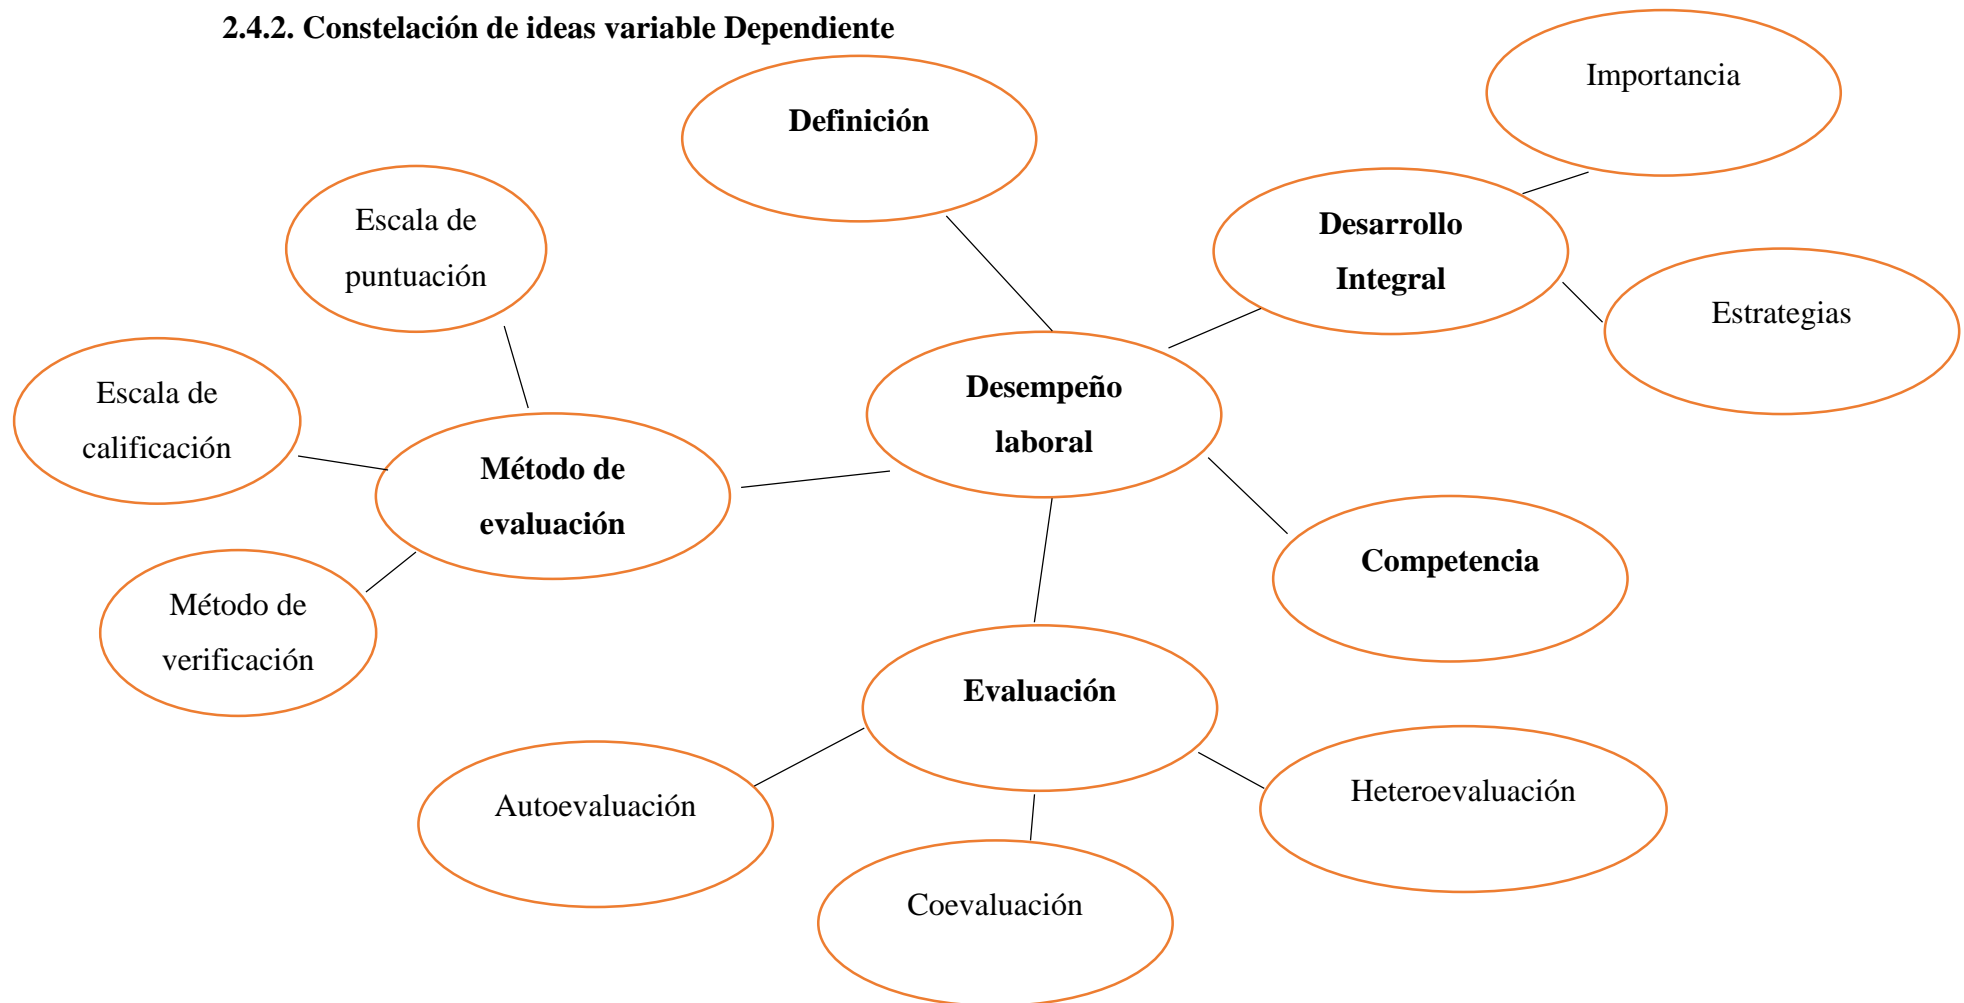 2.4.2. Constelación de ideas variable Dependiente
Importancia
Definición
Escala de
puntuación
Desarrollo
Integral
Estrategias
Escala de
calificación
Desempeño
laboral
Método de
evaluación
Competencia
Método de
verificación
Evaluación
Autoevaluación
Heteroevaluación
Coevaluación